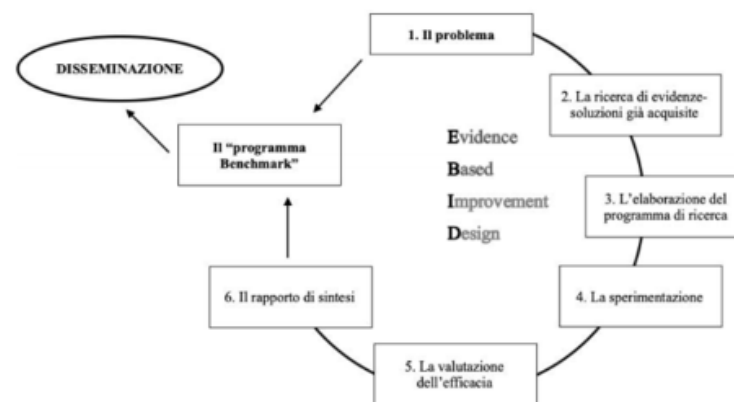 1. Il problema
DISSEMINAZIONE
2. La ricerca di evidenze-
soluzioni già acquisite
Il “programma
Benchmark”
Evidence
Based
Improvement
Design
3. L’elaborazione del
programma di ricerca
6. Il rapporto di sintesi
4. La sperimentazione
5. La valutazione
dell’efficacia